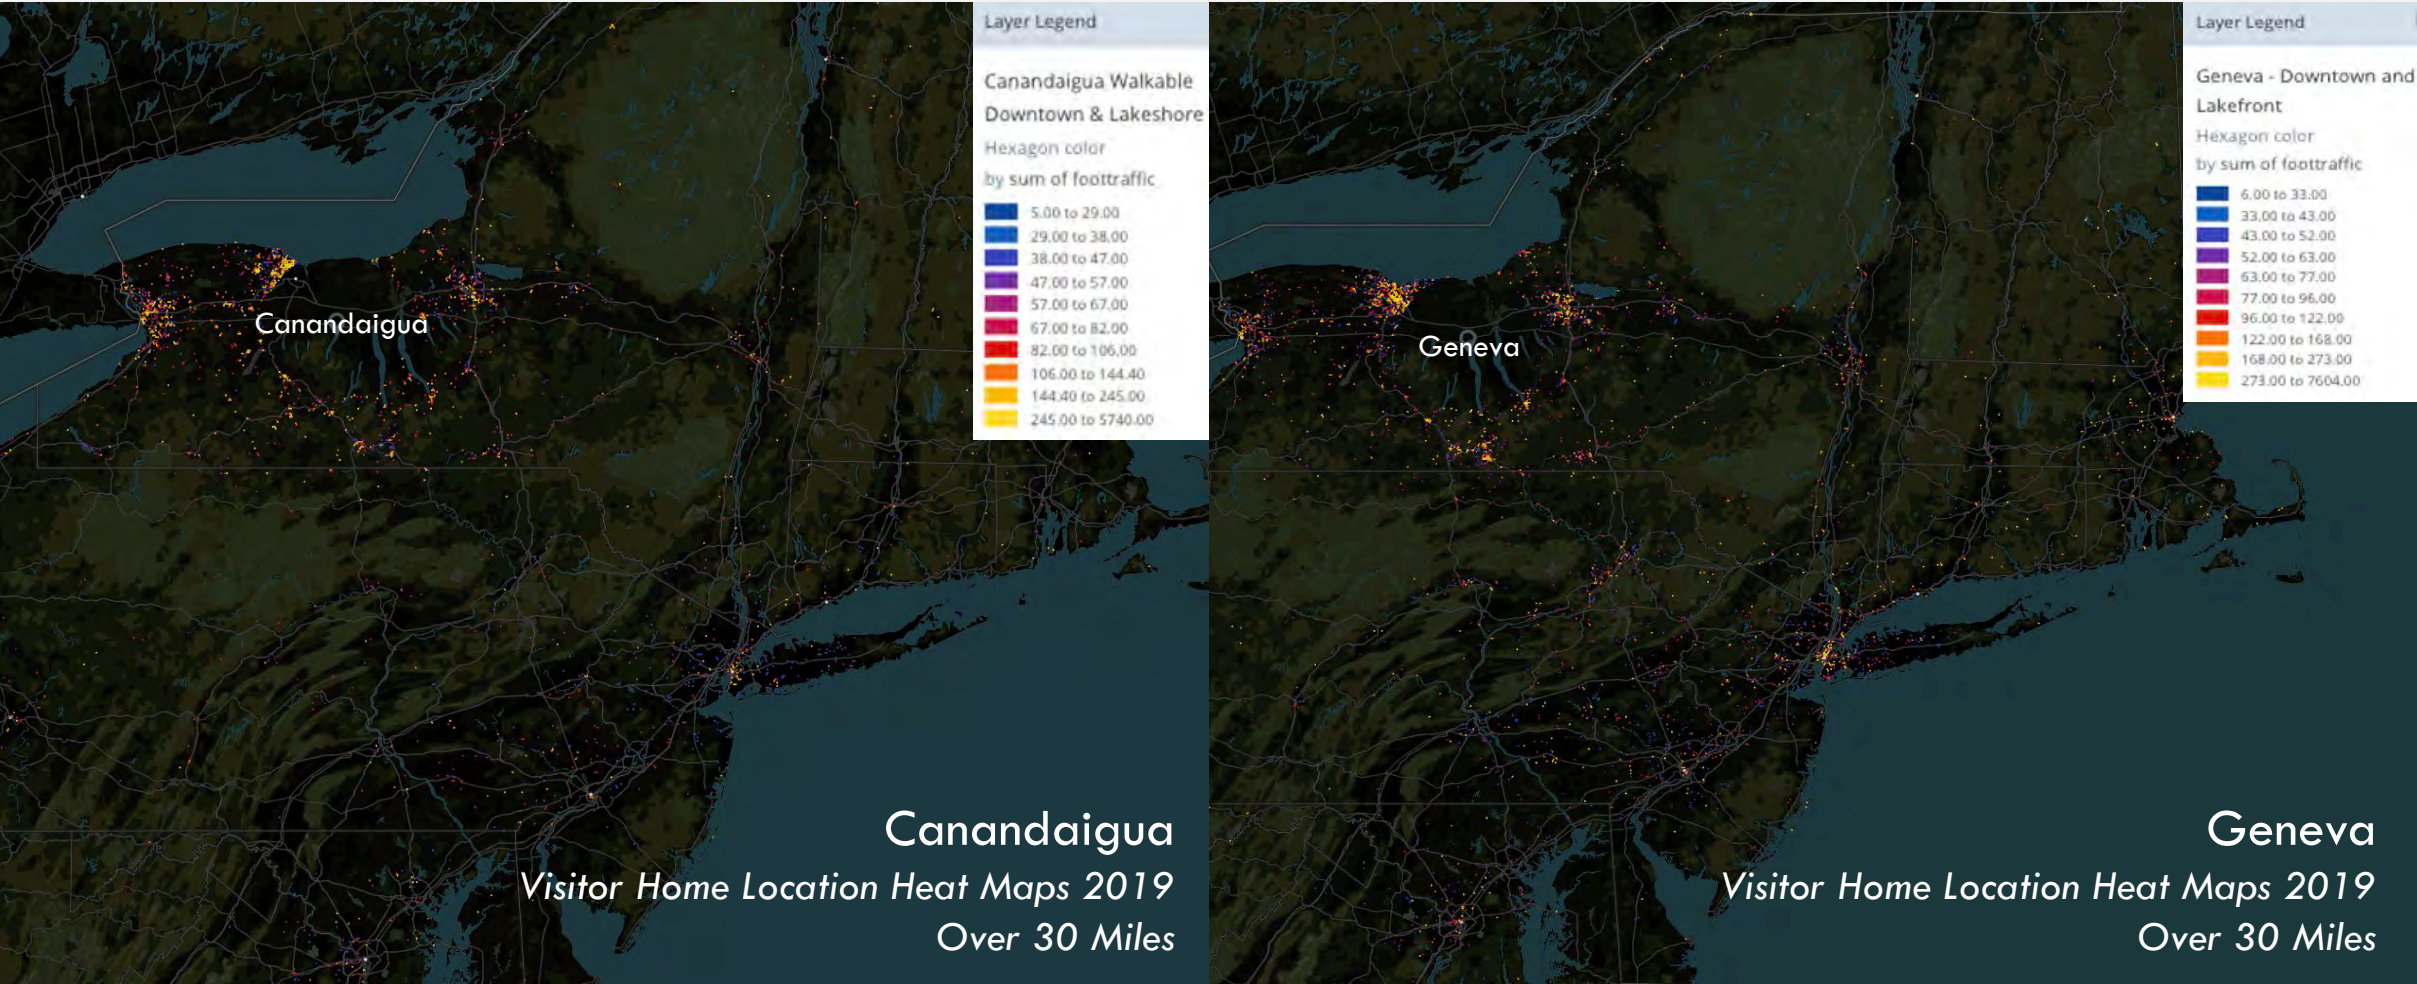 Layer Legend
Canandaigua Walkable
Downtown & Lakeshore
Hexagon color
by sum of foottraffic
5.00 to 29.00
29.00 to 38.00
38.00 to 47.00
47.00 to 57.00
57.00 to 67.00
67.00 to 82.00
82.00 to 106.00
106.00 to 144.40
144.40 to 245.00
245.00 to 5740.00
Canandaigua
Canandaigua
Visitor Home Location Heat Maps 2019
Over 30 Miles
Layer Legend
Geneva - Downtown and
Lakefront
Hexagon color
by sum of foottraffic
6.00 to 33.00
33.00 to 43.00
43.00 to 52.00
52.00 to 63.00
63.00 to 77.00
77.00 to 96.00
96.00 to 122.00
122.00 to 168.00
168.00 to 273.00
273.00 to 7604.00
Geneva
Geneva
Visitor Home Location Heat Maps 2019
Over 30 Miles